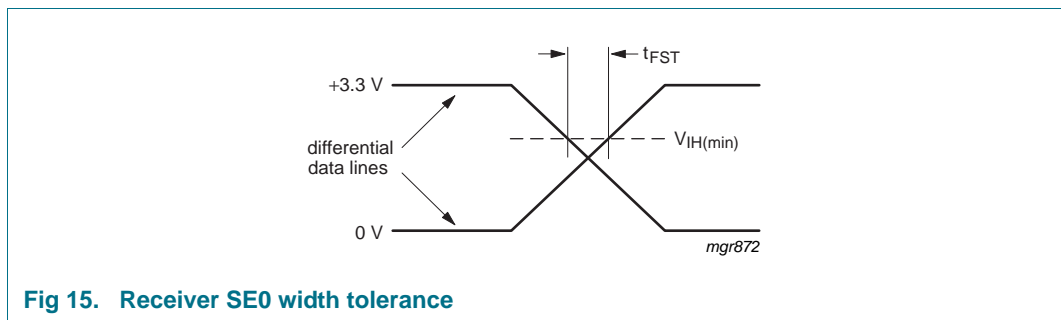 tFST
+3.3 V
VIH(min)
differential
data lines
0 V
mgr872
Fig 15. Receiver SE0 width tolerance